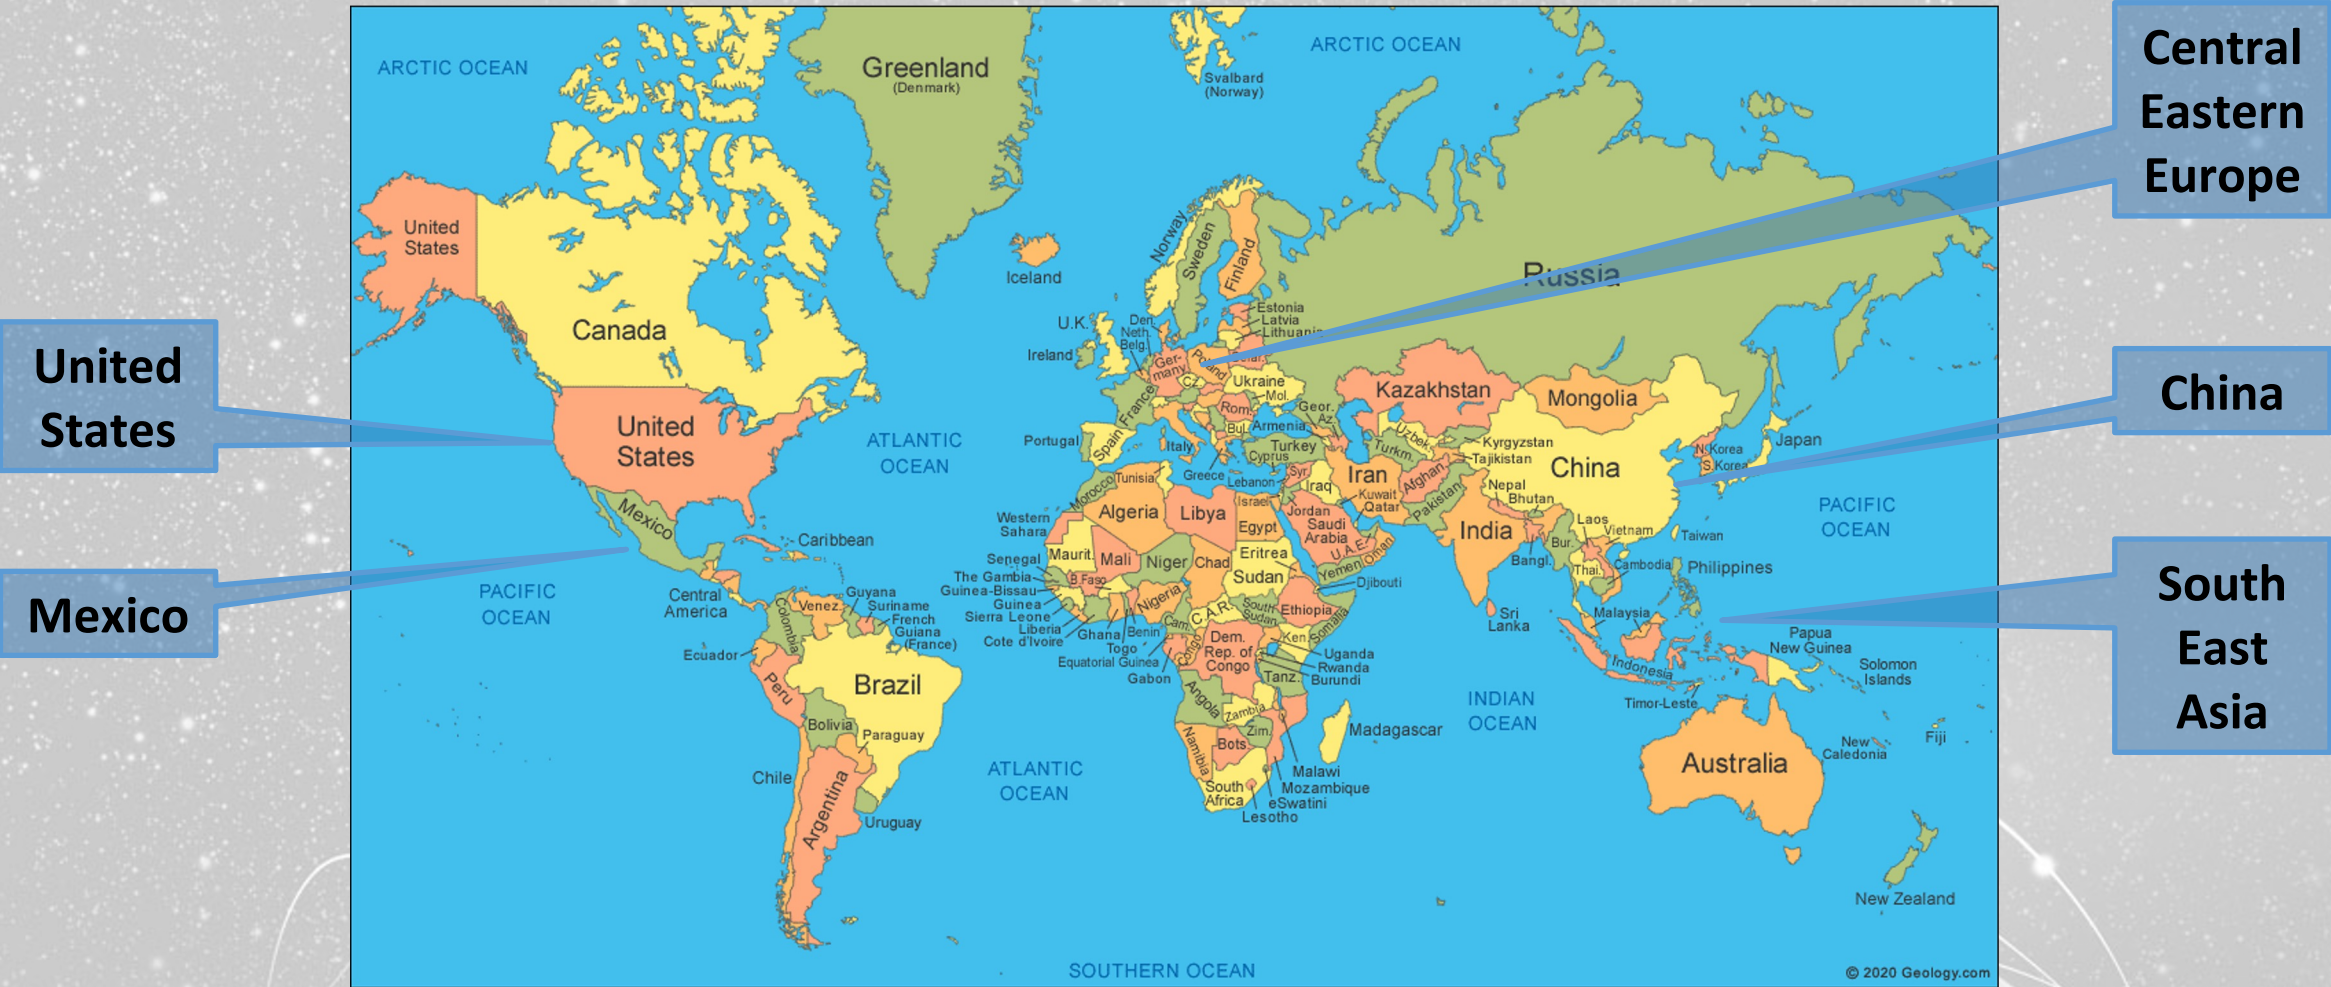 Central
Eastern
Europe
United
States
China
Mexico
South
East
Asia
ARCTIC OCEAN
ARCTIC OCEAN
Greenland
(Denmark)
Svalbard
(Norway)
United
States
Canada
Iceland
Norway
Sweden
Finland
Russia
Estonia
Latvia
Lithuania
U.K.
Ireland
Den.
Neth.
Belg.
Ger-
many
Poland
Belar.
CZ.
Ukraine
Mol.
France
Rom.
Bul.
Geor.
Az.
Armenia
Kazakhstan
Mongolia
United
States
ATLANTIC
OCEAN
Portugal
Spain
Italy
Greece
Turkey
Cyprus
Lebanon
Syr.
Iraq
Iran
Uzbek.
Turkm.
Kyrgyzstan
Tajikistan
Afghan.
Pakistan
China
N. Korea
S. Korea
Japan
PACIFIC
OCEAN
Mexico
Caribbean
Central
America
PACIFIC
OCEAN
Morocco
Tunisia
Algeria
Libya
Israel
Egypt
Jordan
Kuwait
Qatar
Saudi
Arabia
U.A.E.
Oman
Yemen
Nepal
Bhutan
India
Bangl.
Bur.
Laos
Vietnam
Thai.
Cambodia
Taiwan
Philippines
Western
Sahara
Maurit.
Mali
Niger
Chad
Eritrea
Sudan
Djibouti
Senegal
The Gambia
Guinea-Bissau
Guinea
Sierra Leone
Liberia
Cote d'Ivoire
B.Faso
Ghana
Togo
Benin
Nigeria
Cam.
C.A.R.
South
Sudan
Ethiopia
Somalia
Equatorial Guinea
Gabon
Congo
Dem.
Rep. of
Congo
Ken.
Uganda
Rwanda
Burundi
Tanz.
Sri
Lanka
Malaysia
Indonesia
Papua
New Guinea
Solomon
Islands
Timor-Leste
Guyana
Suriname
French
Guiana
(France)
Venez.
Colombia
Ecuador
Peru
Brazil
Bolivia
Paraguay
Chile
Argentina
Uruguay
ATLANTIC
OCEAN
INDIAN
OCEAN
Angola
Zambia
Zim.
Namibia
Bots.
South
Africa
Madagascar
Malawi
Mozambique
eSwatini
Lesotho
Australia
New
Caledonia
Fiji
New Zealand
SOUTHERN OCEAN
© 2020 Geology.com